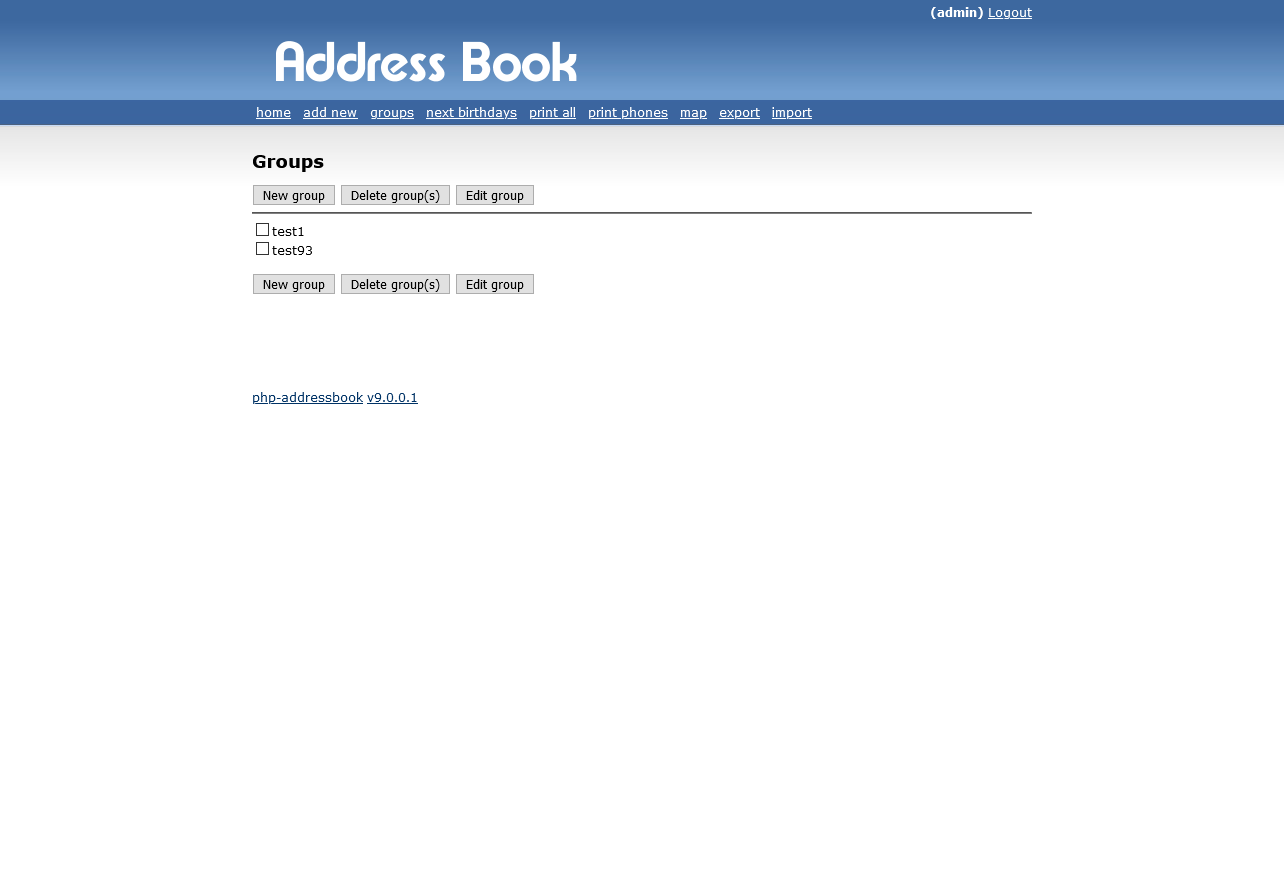 (admin) Logout
Address Book
home add new groups next birthdays print all print phones map export import
Groups
New group Delete group(s) Edit group
test1
test93
New group Delete group(s) Edit group
php-addressbook v9.0.0.1